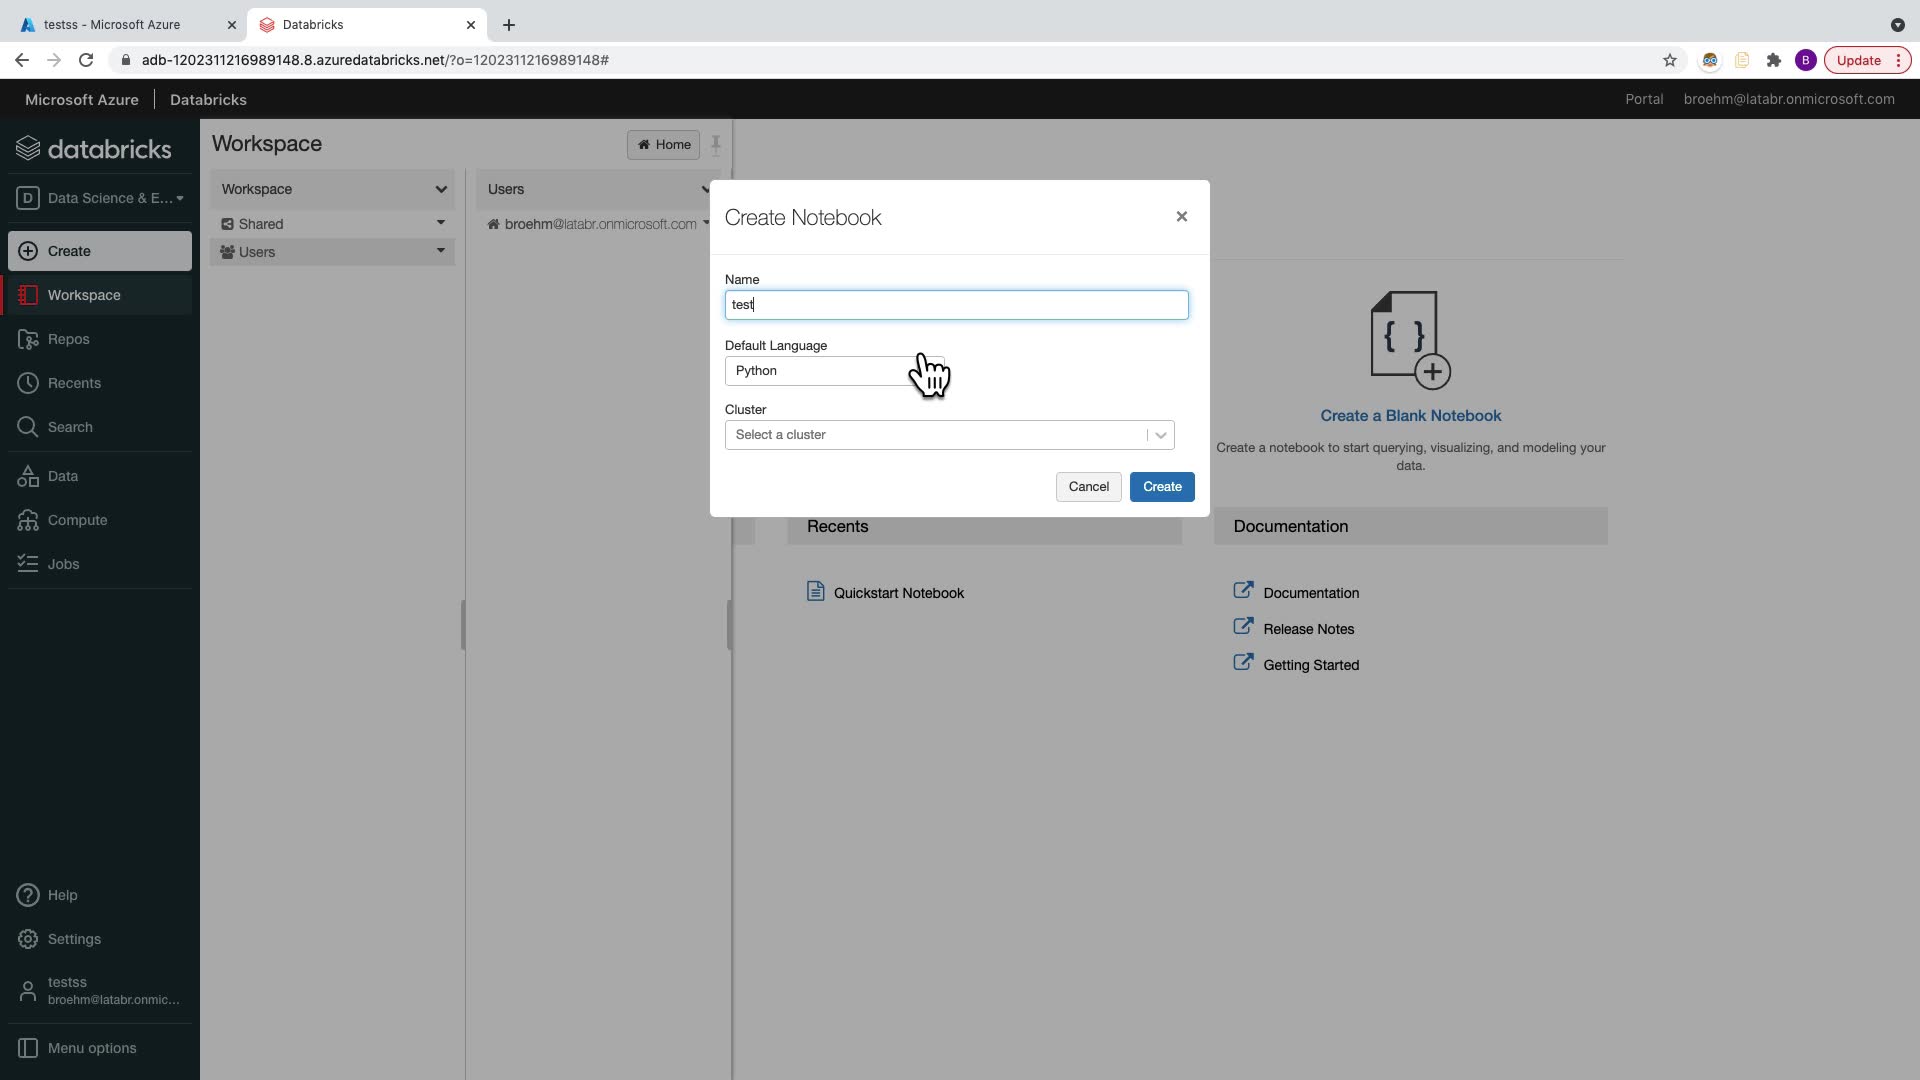 testss - Microsoft Azure
Databricks
adb-1202311216989148.8.azuredatabricks.net/?o=1202311216989148#
B
Update
Microsoft Azure
Databricks
Portal
broehm@latabr.onmicrosoft.com
databricks
D
Data Science & E...
Create
Workspace
Repos
Recents
Search
Data
Compute
Jobs
Help
Settings
testss
broehm@latabr.onmic...
Menu options
Workspace
Home
Workspace
Shared
Users
Users
broehm@latabr.onmicrosoft.com
Create Notebook
Name
test
Default Language
Python
Cluster
Select a cluster
Cancel
Create
{ }
Create a Blank Notebook
Create a notebook to start querying, visualizing, and modeling your
data.
Recents
Quickstart Notebook
Documentation
Documentation
Release Notes
Getting Started